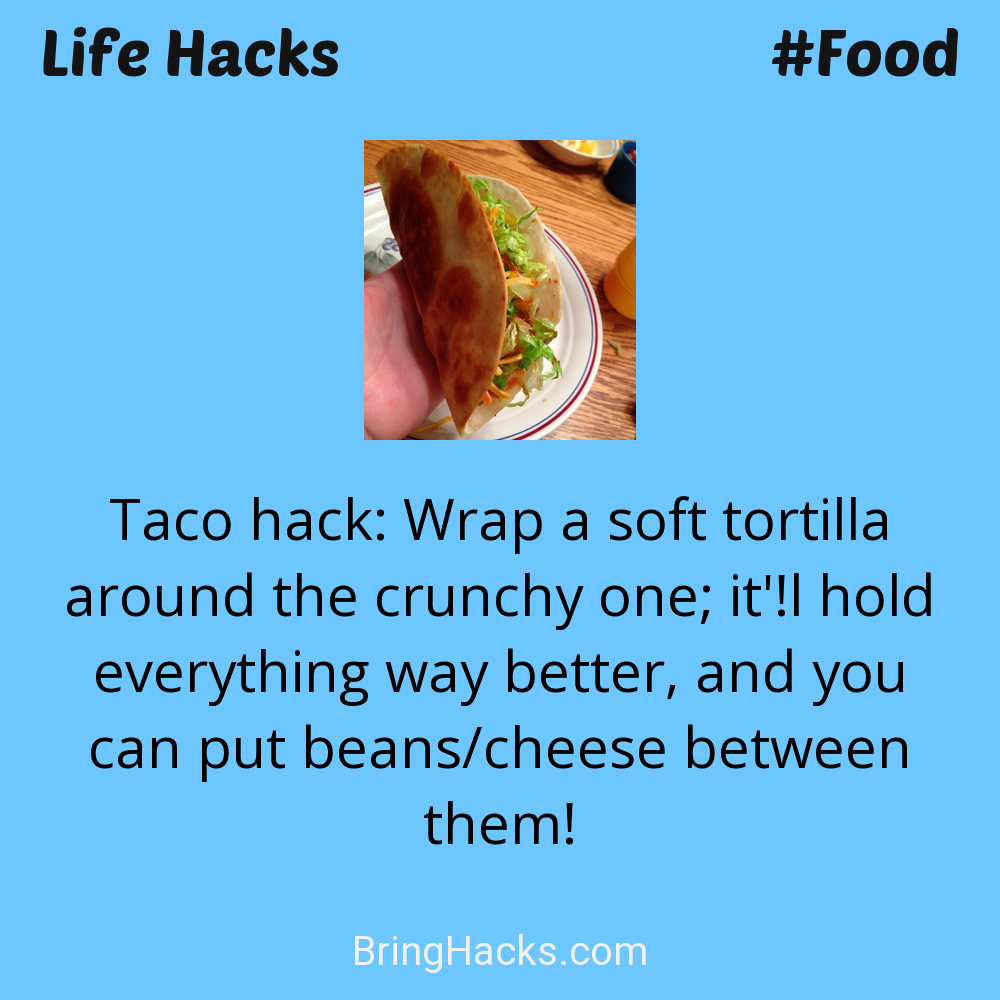 Life Hacks #Food
Taco hack: Wrap a soft tortilla
around the crunchy one; it'!l hold
everything way better, and you
can put beans/cheese between
them!
BringHacks.com